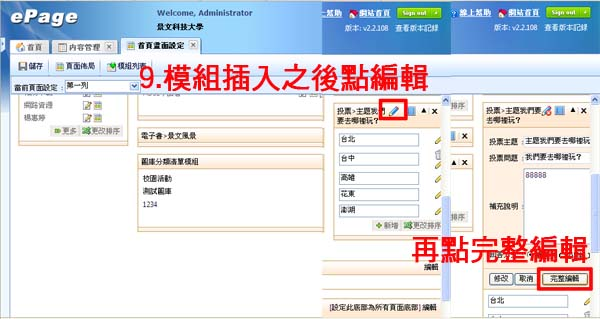 ePage
Welcome, Administrator
景文科技大學
線上幫助
網站首頁
Sign out
版本: v2.2.108 查看版本記錄
首頁
內容管理
首頁畫面設定
儲存
頁面佈局
模組列表
當前頁面設定:
第一列
9.模組插入之後點編輯
網路資源
楊惠婷
更多
更改排序
電子書>景文風景
圖庫分類清單模組
校園活動
測試圖庫
1234
投票>主題我們要去哪裡玩?
台北
台中
高雄
花東
澎湖
新增
更改排序
編輯
[設定此底部為所有頁面底部] 編輯
線上幫助
網站首頁
Sign out
版本: v2.2.108 查看版本記錄
投票>主題我們要
去哪裡玩?
投票主題:
主題我們要去哪裡玩?
投票問題:
我們要去哪裡玩?
88888
補充說明:
再點完整編輯
修改
取消
完整編輯
台北
台中